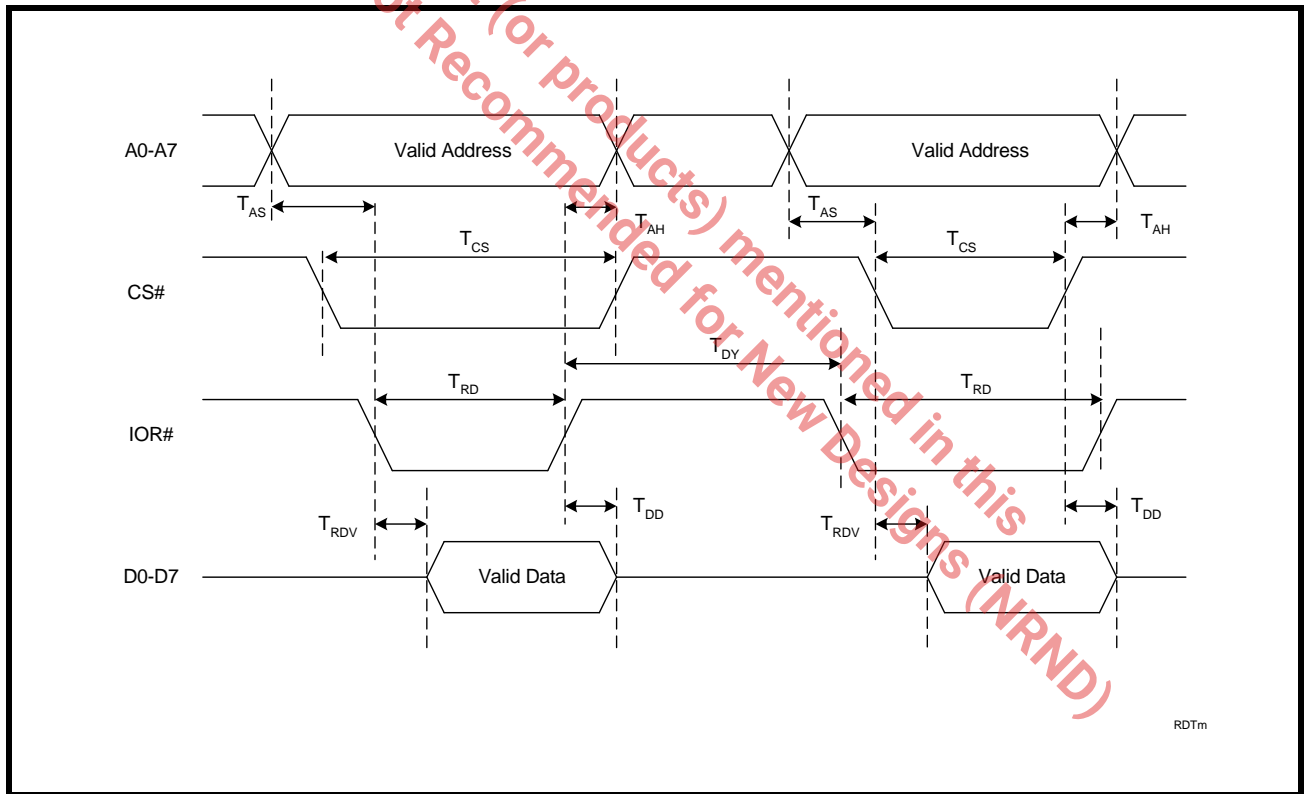 (or products) mentioned in this
Recommended for New Designs (NRND)
A0-A7
Valid Address
Valid Address
TAS
TAH
TAS
TAH
TCS
TCS
CS#
TDY
TRD
TRD
IOR#
TRDV
TDD
TRDV
TDD
D0-D7
Valid Data
Valid Data
RDTm